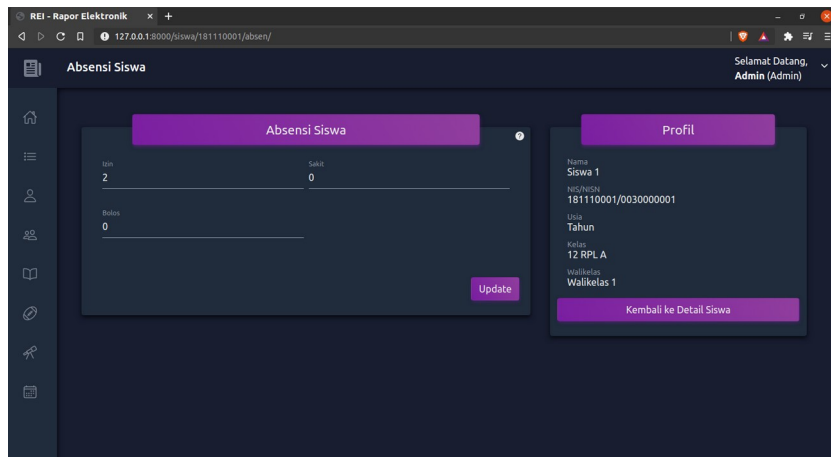 REI - Rapor Elektronik
127.0.0.1:8000/siswa/181110001/absen/
Absensi Siswa
Selamat Datang,
Admin (Admin)
Absensi Siswa
Izin
2
Sakit
0
Bolos
0
Update
Profil
Nama
Siswa 1
NIS/NISN
181110001/0030000001
Usia
Tahun
Kelas
12 RPL A
Walikelas
Walikelas 1
Kembali ke Detail Siswa